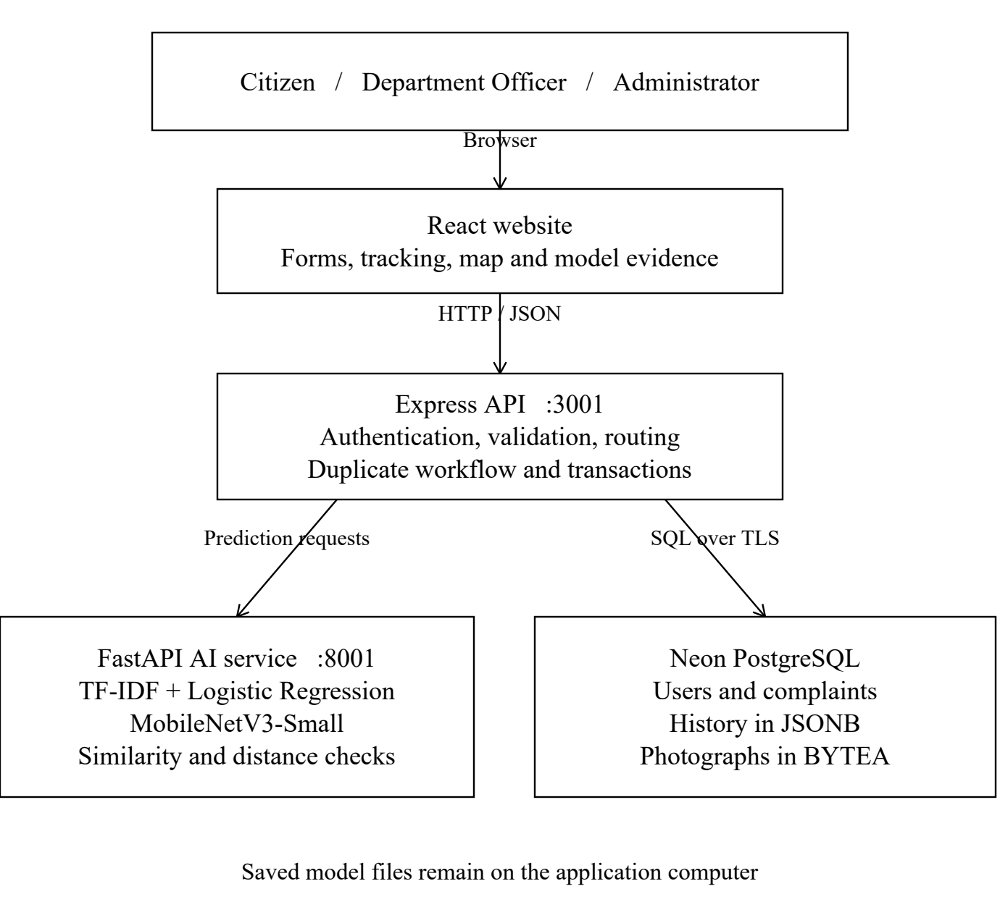 Citizen / Department Officer / Administrator
Browser
React website
Forms, tracking, map and model evidence
HTTP / JSON
Express API :3001
Authentication, validation, routing
Duplicate workflow and transactions
Prediction requests
SQL over TLS
FastAPI AI service :8001
TF-IDF + Logistic Regression
MobileNetV3-Small
Similarity and distance checks
Neon PostgreSQL
Users and complaints
History in JSONB
Photographs in BYTEA
Saved model files remain on the application computer